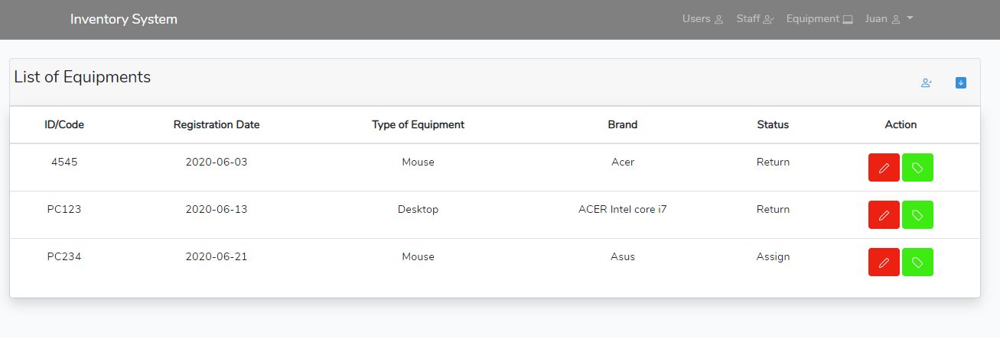 Inventory System Users Staff Equipment Juan
List of Equipments
ID/Code Registration Date Type of Equipment Brand Status Action
4545 2020-06-03 Mouse Acer Return
PC123 2020-06-13 Desktop ACER Intel core i7 Return
PC234 2020-06-21 Mouse Asus Assign